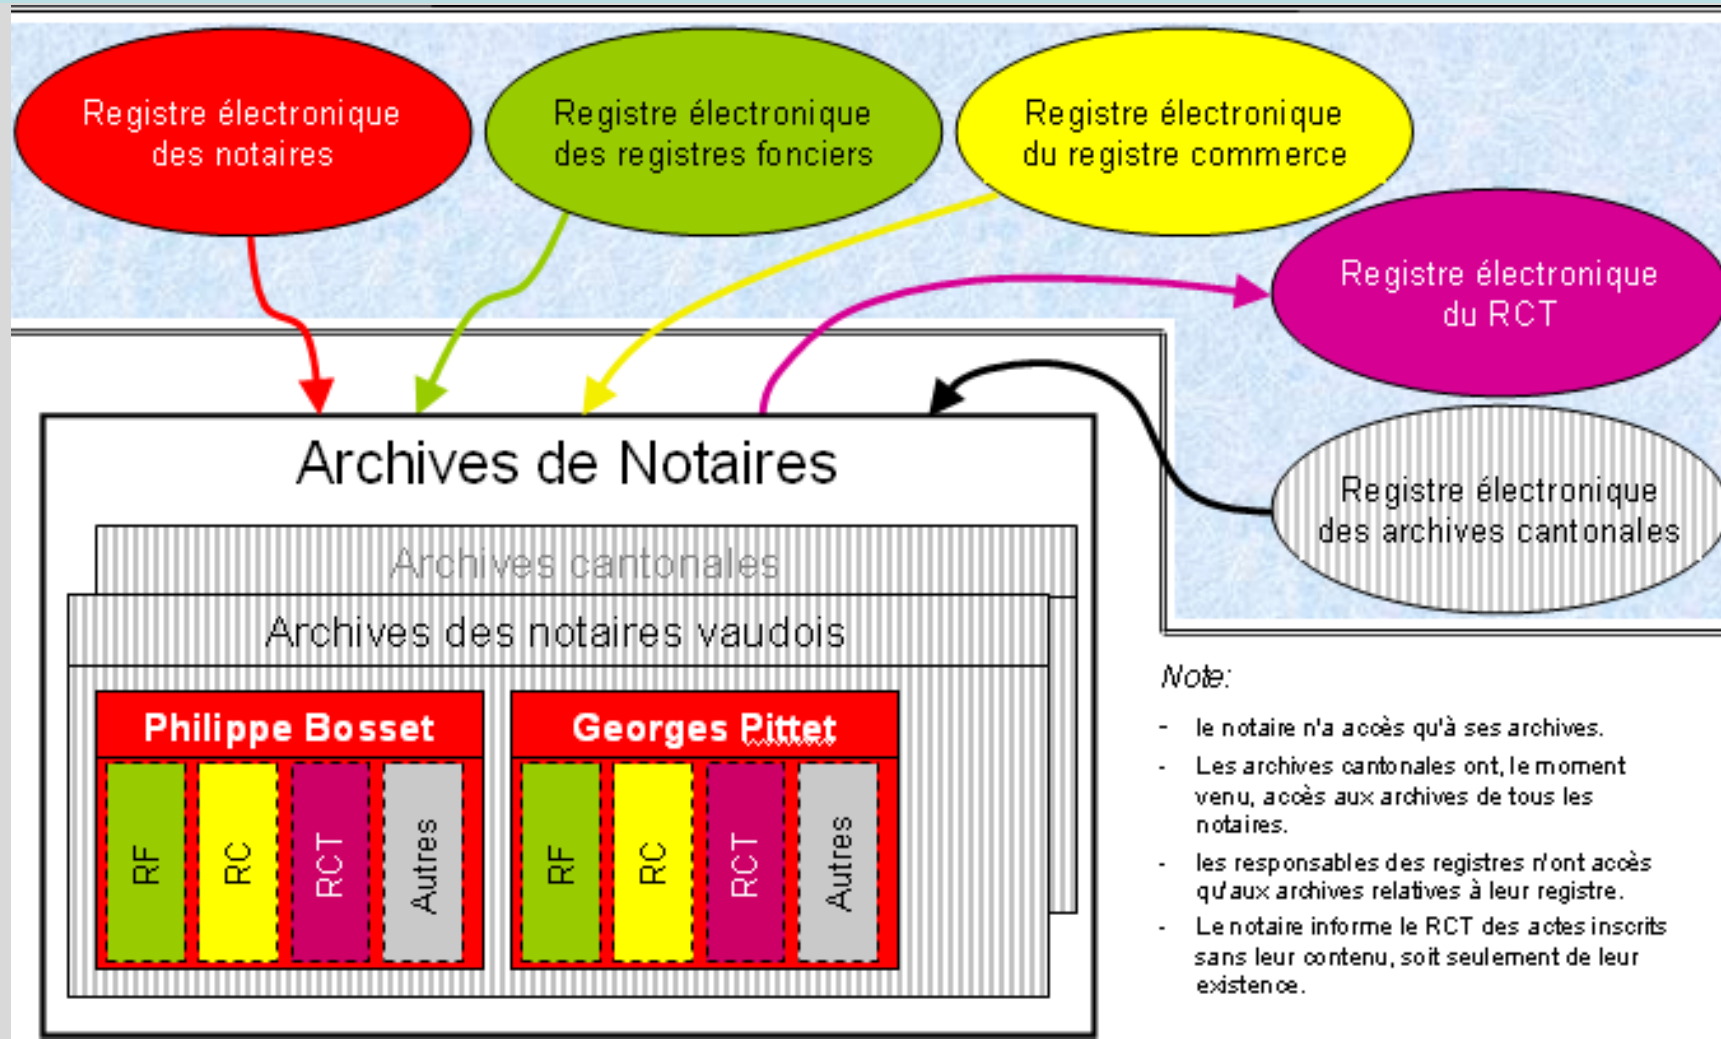 Registre électronique
des notaires
Registre électronique
des registres fonciers
Registre électronique
du registre commerce
Registre électronique
du RCT
Registre électronique
des archives cantonales
Archives de Notaires
Archives cantonales
Archives des notaires vaudois
Philippe Bosset
RF
RC
RCT
Autres
Georges Pittet
RF
RC
RCT
Autres
Note:
- le notaire n'a accès qu'à ses archives.
- Les archives cantonales ont, le moment
venu, accès aux archives de tous les
notaires.
- les responsables des registres n'ont accès
qu'aux archives relatives à leur registre.
- Le notaire informe le RCT des actes inscrits
sans leur contenu, soit seulement de leur
existence.